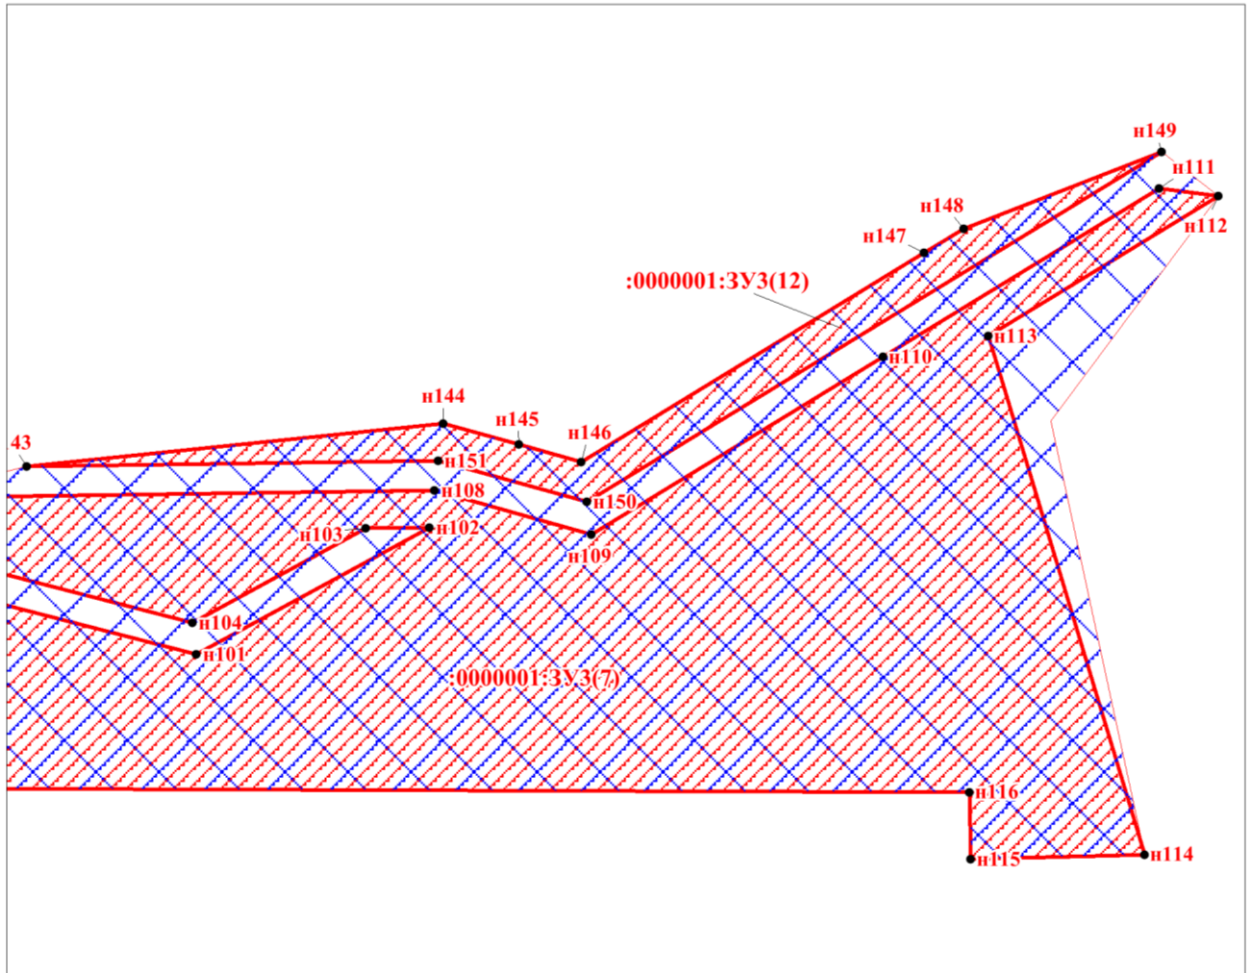 н149
н111
н148
н112
н147
:0000001:ЗУ3(12)
н113
н110
н144
н145
43
н146
н151
н108
н150
н103
н102
н109
н104
н101
:0000001:ЗУ3(7)
н116
н115
н114